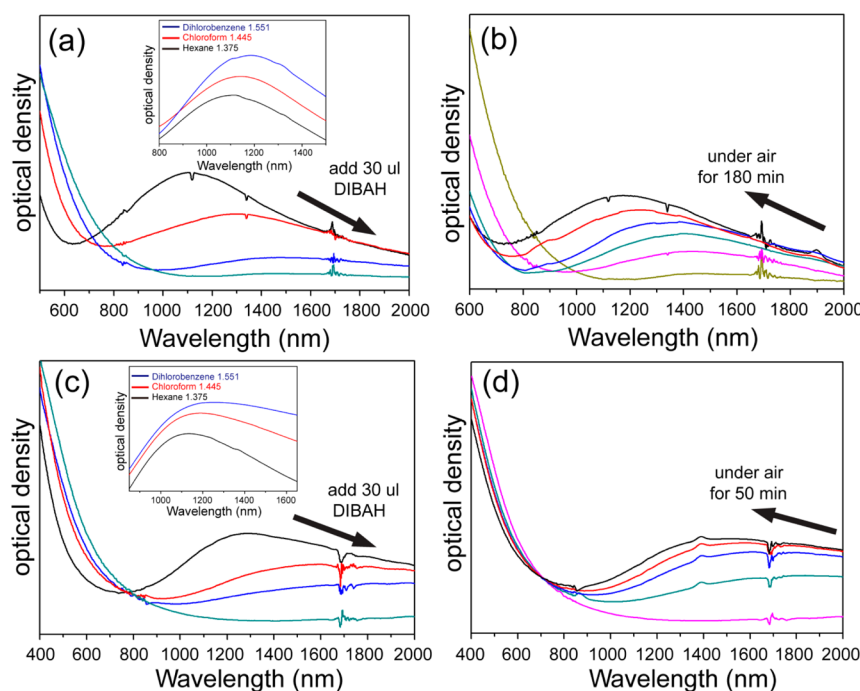 (a)
Dihlorobenzene 1.551
Chloroform 1.445
Hexane 1.375
optical density
800 1000 1200 1400
Wavelength (nm)
add 30 ul
DIBAH
optical density
600 800 1000 1200 1400 1600 1800 2000
Wavelength (nm)
(b)
under air
for 180 min
optical density
600 800 1000 1200 1400 1600 1800 2000
Wavelength (nm)
(c)
Dihlorobenzene 1.551
Chloroform 1.445
Hexane 1.375
optical density
1000 1200 1400 1600
Wavelength (nm)
add 30 ul
DIBAH
optical density
400 600 800 1000 1200 1400 1600 1800 2000
Wavelength (nm)
(d)
under air
for 50 min
optical density
400 600 800 1000 1200 1400 1600 1800 2000
Wavelength (nm)